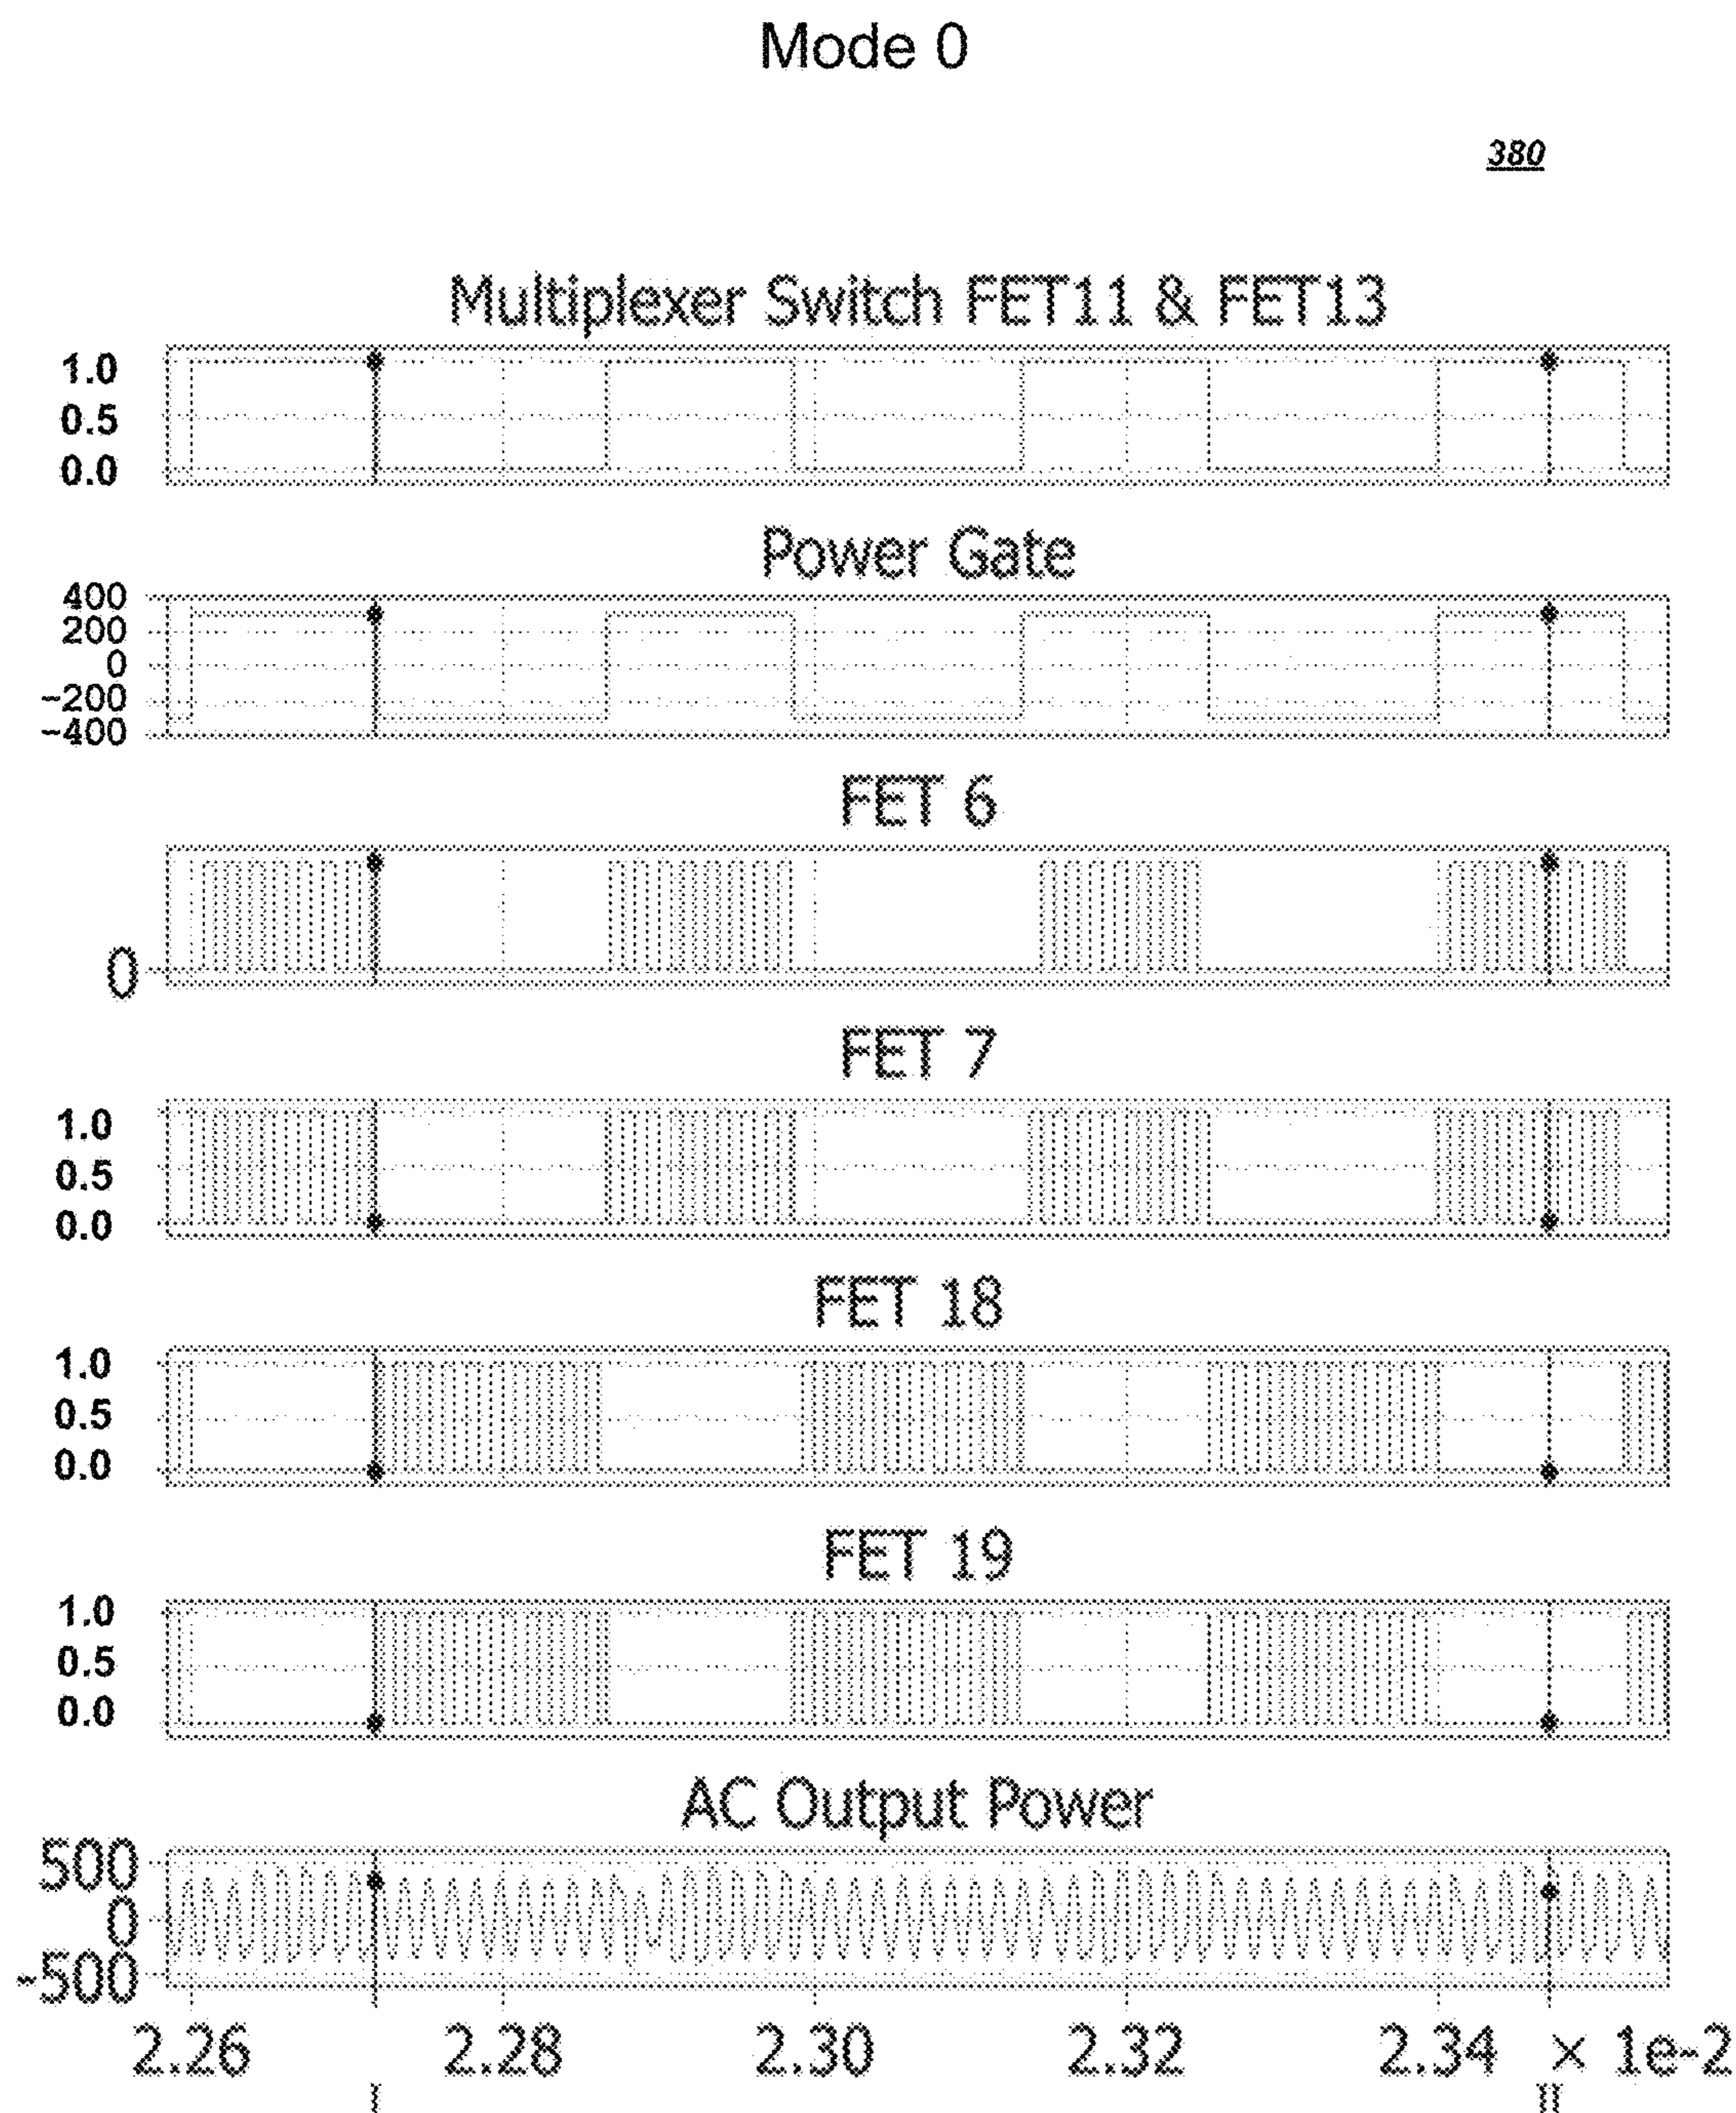 Mode 0
380
Multiplexer Switch FET11 & FET13
1.0
0.5
0.0
Power Gate
400
200
0
-200
-400
FET 6
0
FET 7
1.0
0.5
0.0
FET 18
1.0
0.5
0.0
FET 19
1.0
0.5
0.0
AC Output Power
500
0
-500
2.26 2.28 2.30 2.32 2.34 × 1e-2
I II